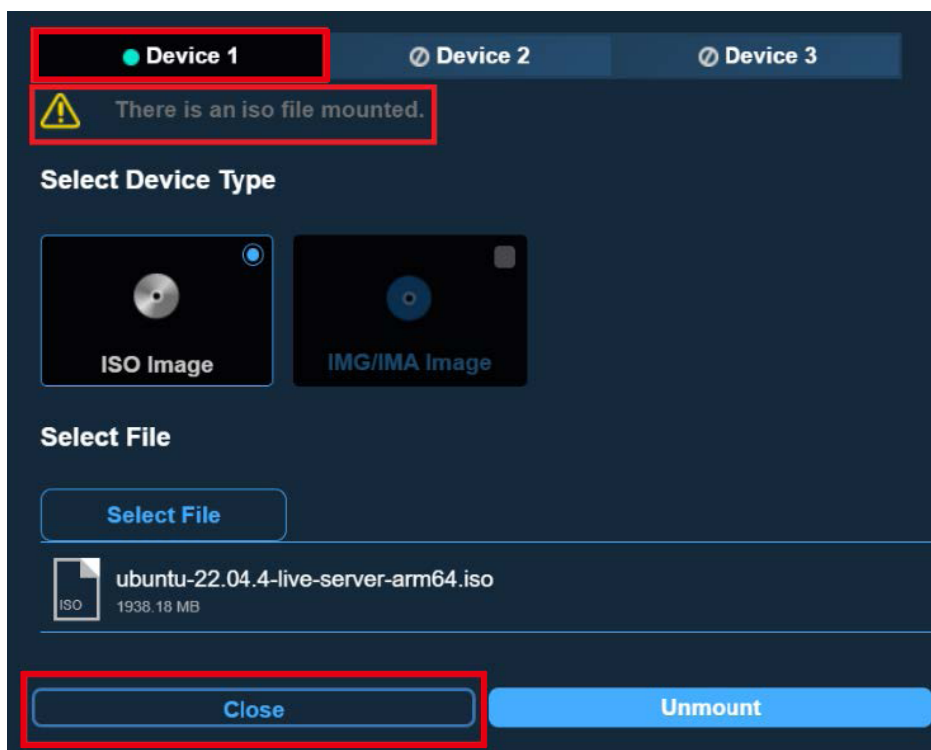 Device 1 Device 2 Device 3
There is an iso file mounted.
Select Device Type
ISO Image IMG/IMA Image
Select File
Select File
ubuntu-22.04.4-live-server-arm64.iso
ISO 1938.18 MB
Close Unmount